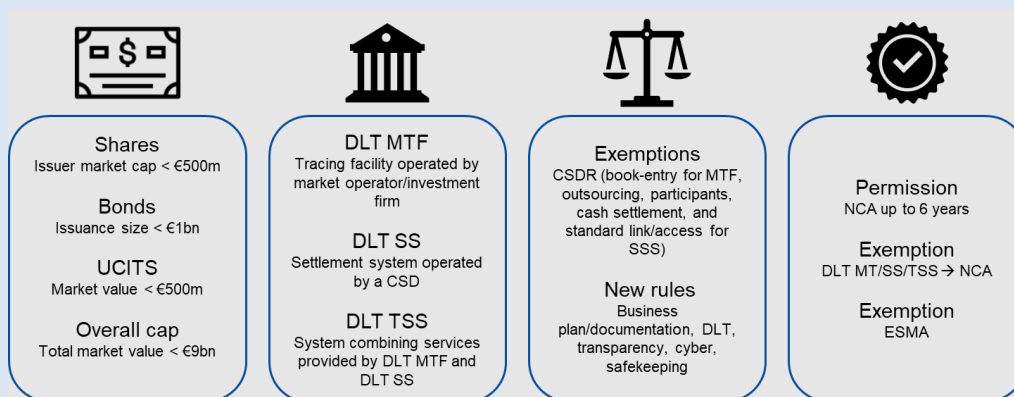 $
Shares
Issuer market cap < €500m
Bonds
Issuance size < €1bn
UCITS
Market value < €500m
Overall cap
Total market value < €9bn
DLT MTF
Tracing facility operated by
market operator/investment
firm
DLT SS
Settlement system operated
by a CSD
DLT TSS
System combining services
provided by DLT MTF and
DLT SS
Exemptions
CSDR (book-entry for MTF,
outsourcing, participants,
cash settlement, and
standard link/access for
SSS)
New rules
Business
plan/documentation, DLT,
transparency, cyber,
safekeeping
Permission
NCA up to 6 years
Exemption
DLT MT/SS/TSS → NCA
Exemption
ESMA